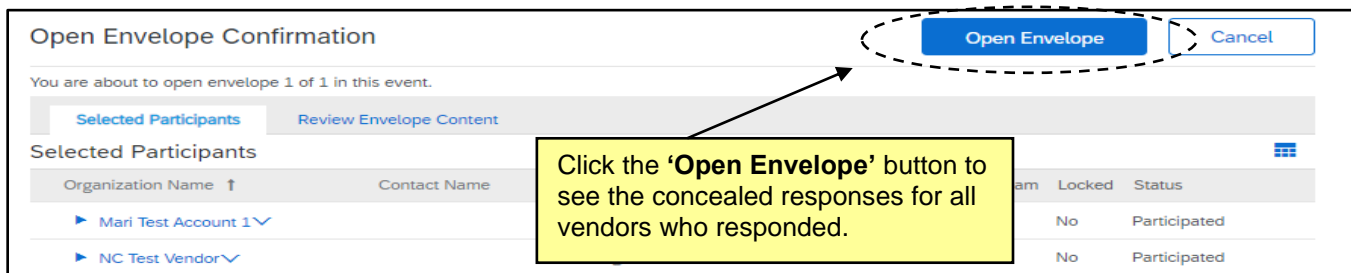 Open Envelope Confirmation
Open Envelope
Cancel
You are about to open envelope 1 of 1 in this event.
Selected Participants
Review Envelope Content
Selected Participants
Organization Name ↑
Contact Name
Locked
Status
Mari Test Account 1
No
Participated
NC Test Vendor
No
Participated
Click the ‘Open Envelope’ button to
see the concealed responses for all
vendors who responded.